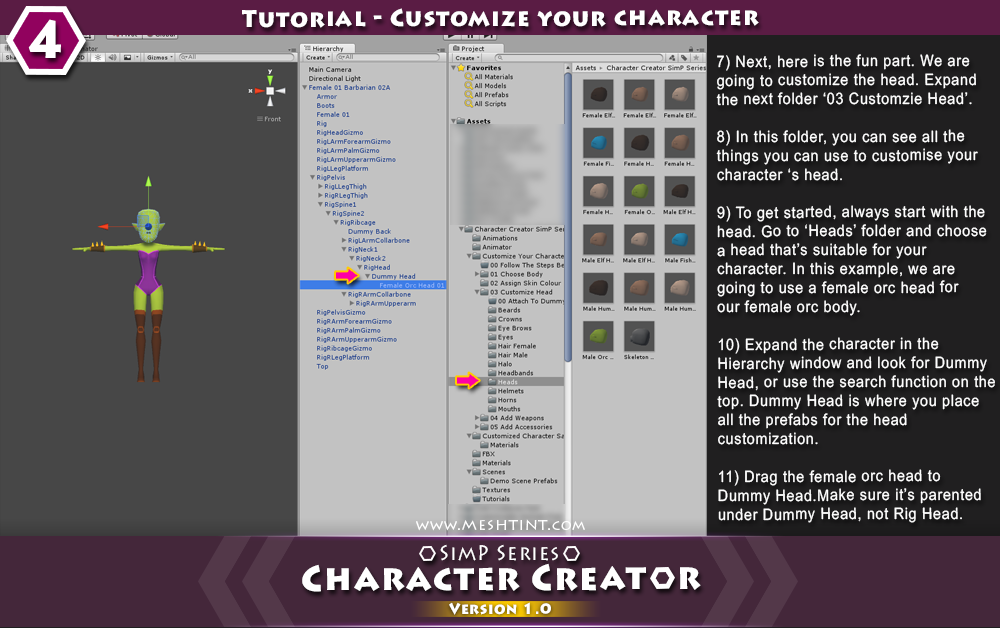 4
Tutorial - Customize your character
Gizmos
All
Front
y
x
Hierarchy
Create
All
Main Camera
Directional Light
Female 01 Barbarian 02A
Armor
Boots
Female 01
Rig
RigHeadGizmo
RigLArmForearmGizmo
RigLArmPalmGizmo
RigLArmUpperarmGizmo
RigLLegPlatform
RigPelvis
RigLLegThigh
RigRLegThigh
RigSpine1
RigSpine2
RigRibcage
Dummy Back
RigLArmCollarbone
RigNeck1
RigNeck2
RigHead
Dummy Head
Female Orc Head 01
RigRArmCollarbone
RigRArmUpperarm
RigPelvisGizmo
RigRArmForearmGizmo
RigRArmPalmGizmo
RigRArmUpperarmGizmo
RigRibcageGizmo
RigRLegPlatform
Top
Project
Create
Favorites
All Materials
All Models
All Prefabs
All Scripts
Assets
Character Creator SimP Ser
Animations
Animator
Customize Your Characte
00 Follow The Steps Be
01 Choose Body
02 Assign Skin Colour
03 Customize Head
00 Attach To Dummy
Beards
Crowns
Eye Brows
Eyes
Hair Female
Hair Male
Halo
Headbands
Heads
Helmets
Horns
Mouths
04 Add Weapons
05 Add Accessories
Customized Character Sa
Materials
FBX
Materials
Scenes
Demo Scene Prefabs
Textures
Tutorials
Assets ▸ Character Creator SimP Series
Female Elf... Female Elf... Female Elf...
Female Fi... Female H... Female H...
Female H... Female O... Male Elf H...
Male Elf H... Male Elf H... Male Fish...
Male Hum... Male Hum... Male Hum...
Male Orc ... Skeleton ...
7) Next, here is the fun part. We are
going to customize the head. Expand
the next folder ‘03 Customzie Head’.
8) In this folder, you can see all the
things you can use to customise your
character ‘s head.
9) To get started, always start with the
head. Go to ‘Heads’ folder and choose
a head that’s suitable for your
character. In this example, we are
going to use a female orc head for
our female orc body.
10) Expand the character in the
Hierarchy window and look for Dummy
Head, or use the search function on the
top. Dummy Head is where you place
all the prefabs for the head
customization.
11) Drag the female orc head to
Dummy Head.Make sure it’s parented
under Dummy Head, not Rig Head.
www.meshtint.com
SimP Series
Character Creator
Version 1.0